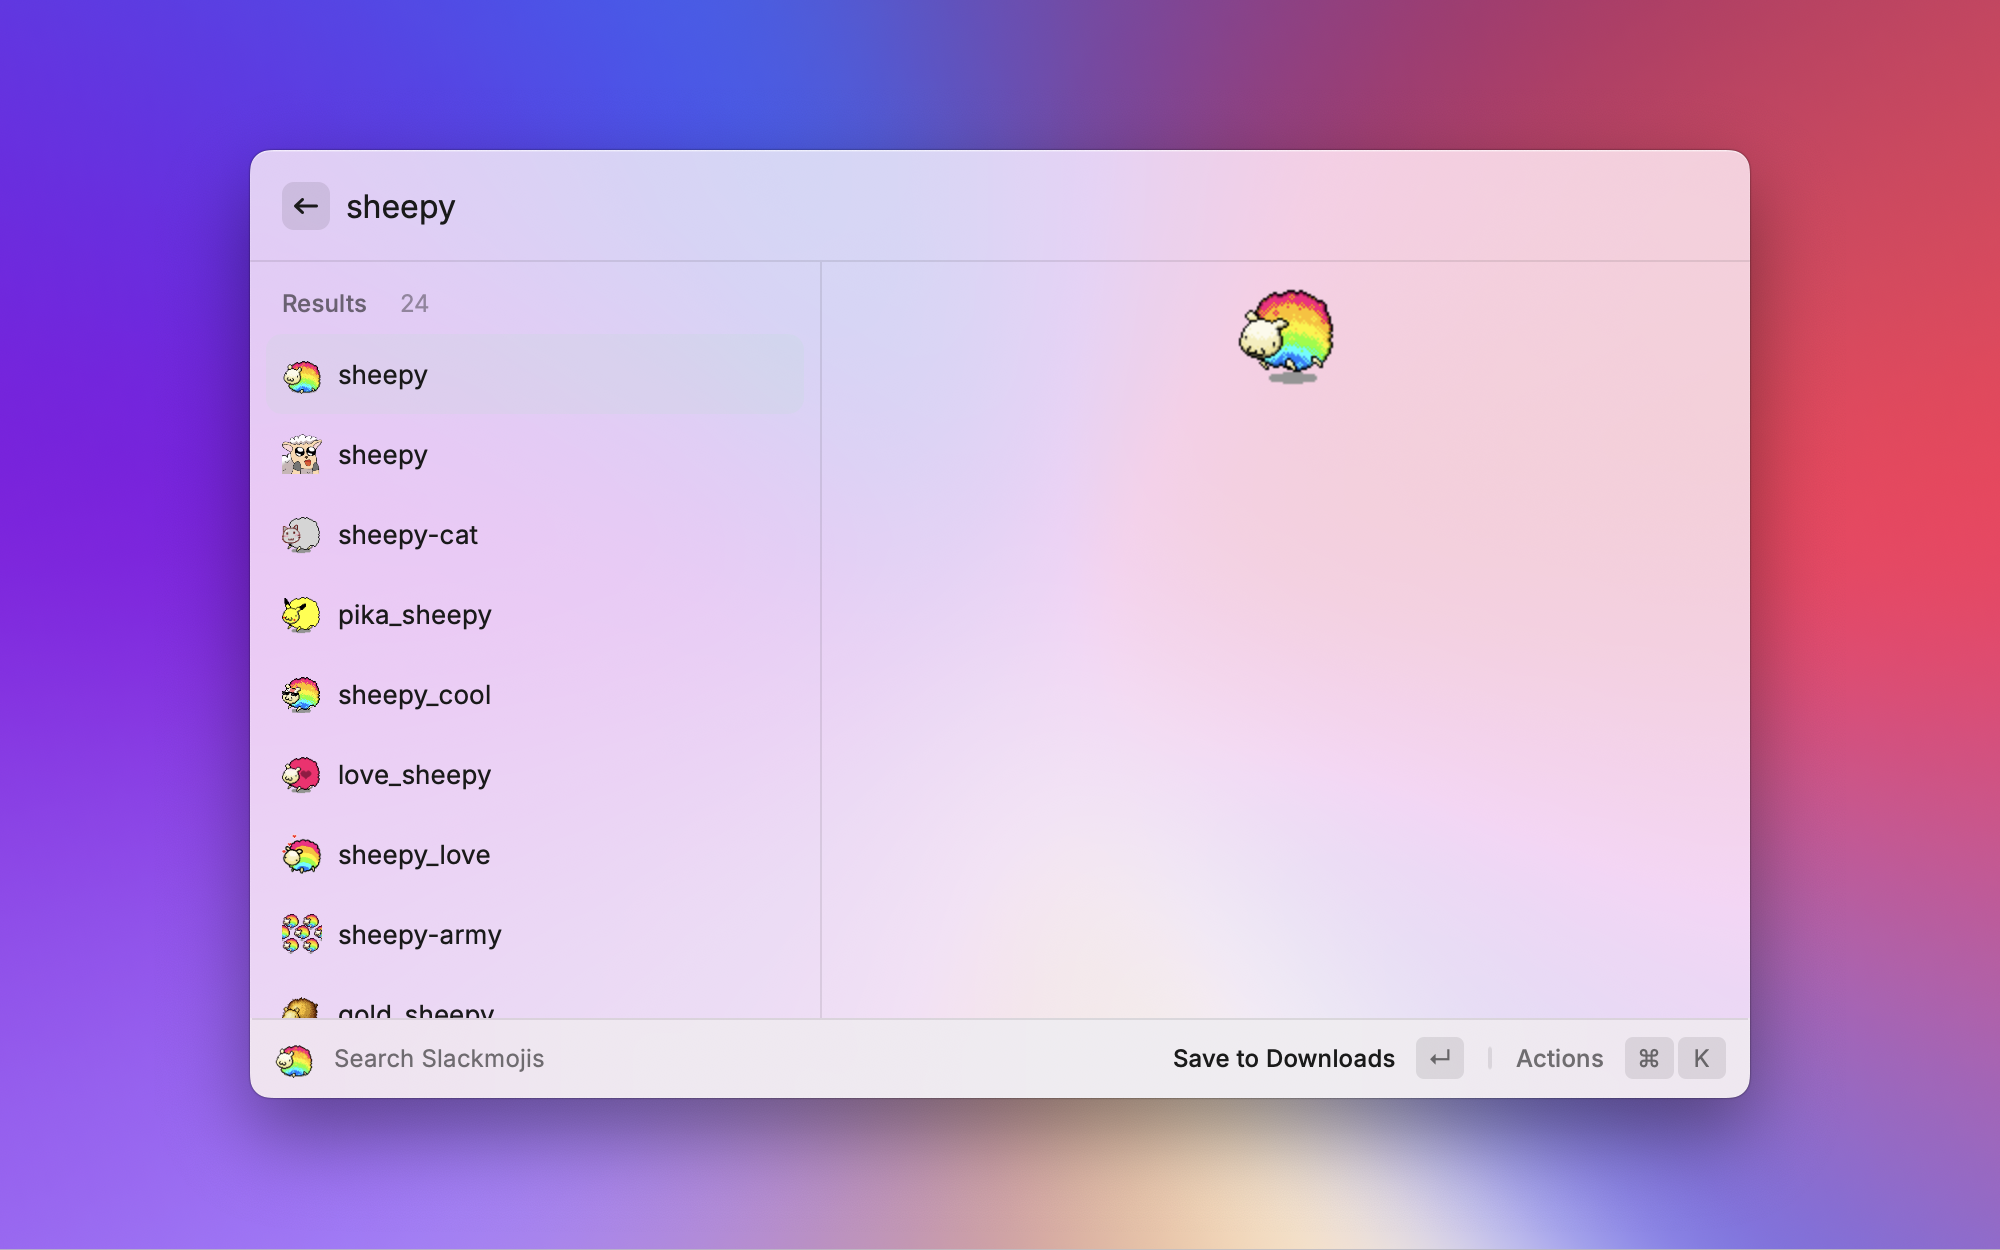 sheepy
Results 24
sheepy
sheepy
sheepy-cat
pika_sheepy
sheepy_cool
love_sheepy
sheepy_love
sheepy-army
gold_sheepy
Search Slackmojis
Save to Downloads ↵ | Actions ⌘ K